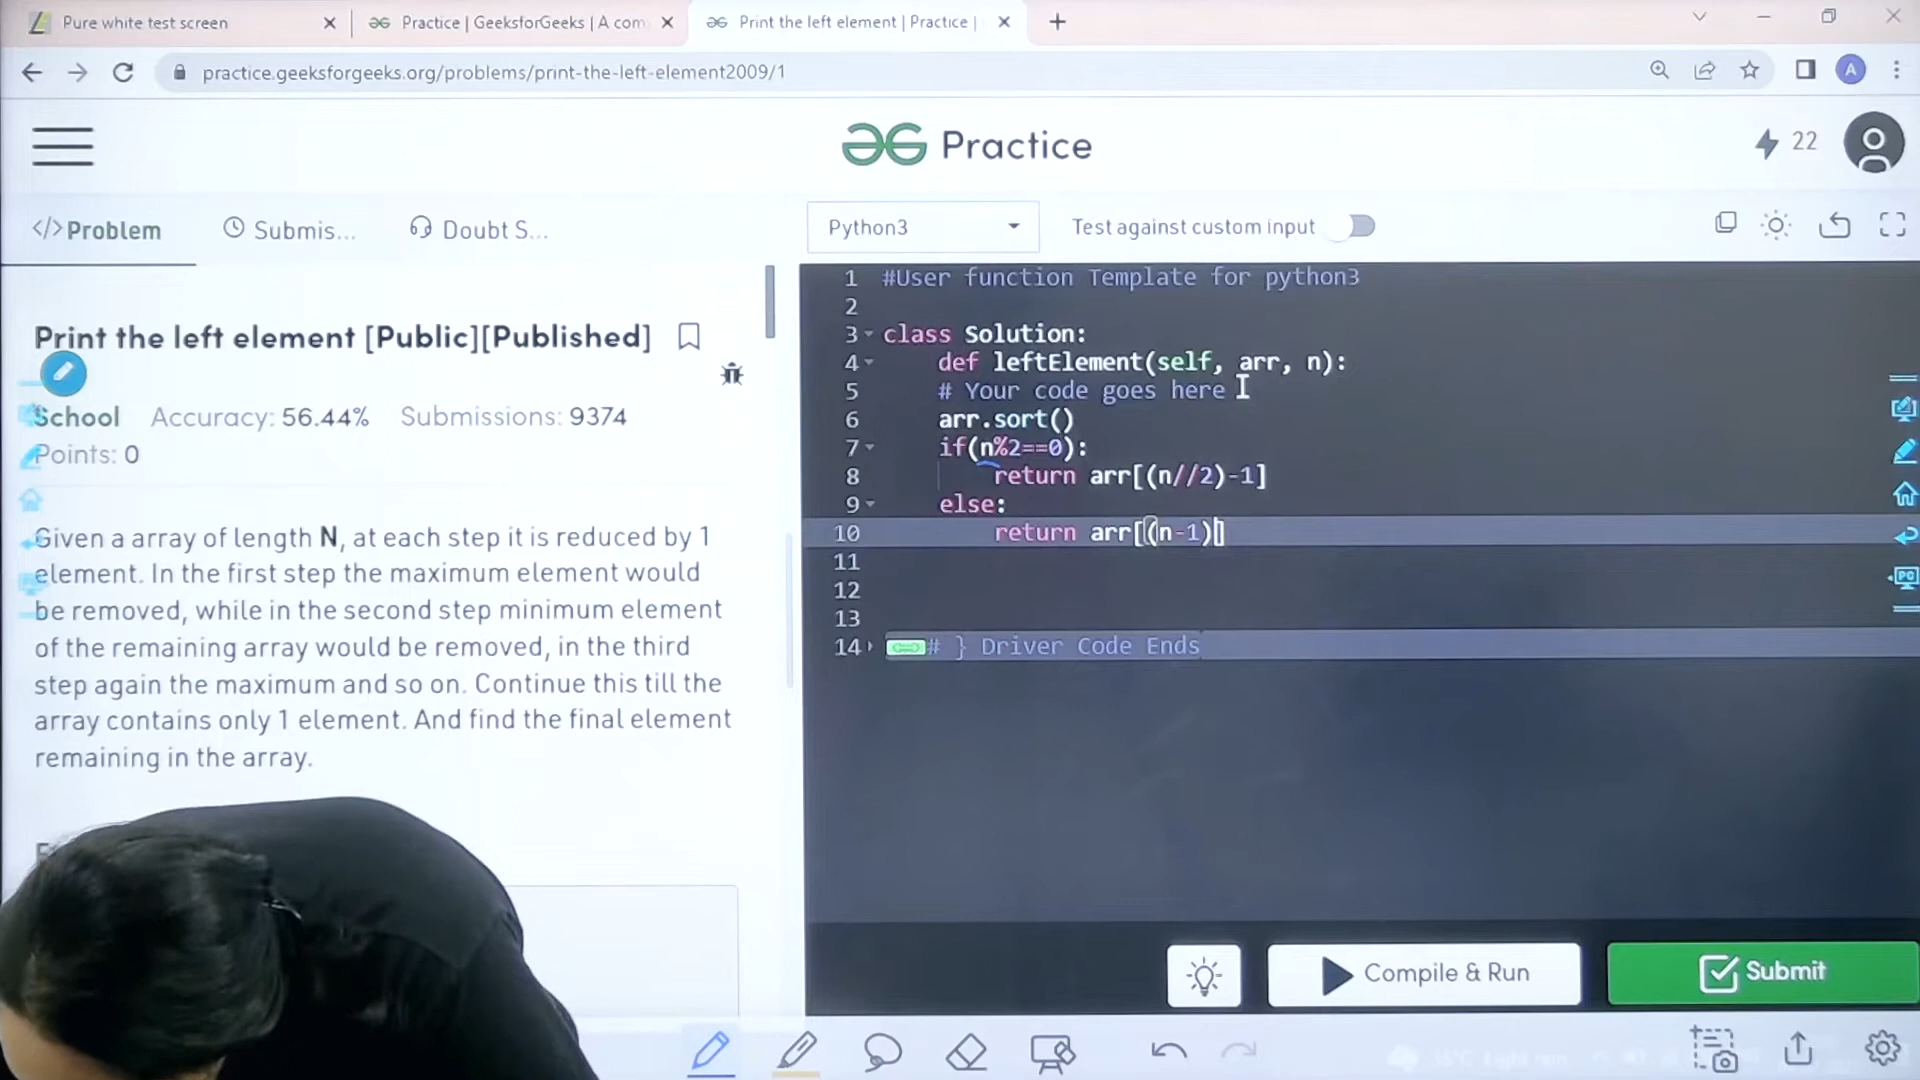 Pure white test screen
Practice | GeeksforGeeks | A com
Print the left element | Practice |
practice.geeksforgeeks.org/problems/print-the-left-element2009/1
A
Practice
22
</>Problem
Submis...
Doubt S...
Python3
Test against custom input
Print the left element [Public][Published]
School Accuracy: 56.44% Submissions: 9374
Points: 0
Given a array of length N, at each step it is reduced by 1
element. In the first step the maximum element would
be removed, while in the second step minimum element
of the remaining array would be removed, in the third
step again the maximum and so on. Continue this till the
array contains only 1 element. And find the final element
remaining in the array.
1 #User function Template for python3
2
3 class Solution:
4 def leftElement(self, arr, n):
5 # Your code goes here
6 arr.sort()
7 if(n%2==0):
8 return arr[(n//2)-1]
9 else:
10 return arr[(n-1)]
11
12
13
14 # } Driver Code Ends
PC
Compile & Run
Submit